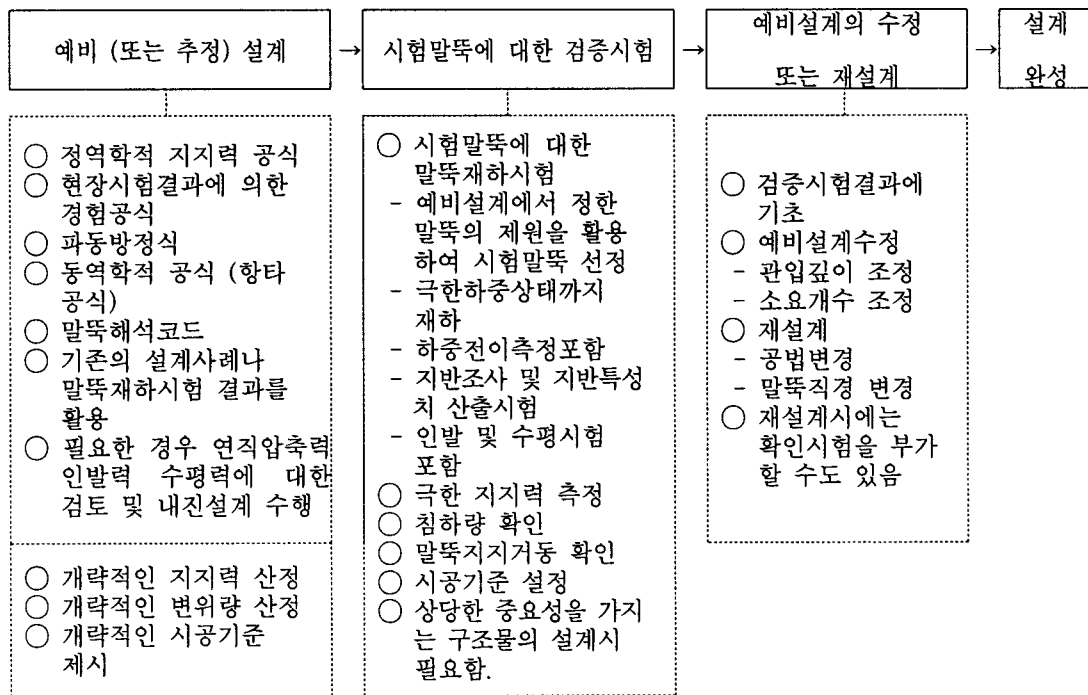 예비 (또는 추정) 설계
→
시험말뚝에 대한 검증시험
→
예비설계의 수정
또는 재설계
→
설계
완성
○ 정역학적 지지력 공식
○ 현장시험결과에 의한
경험공식
○ 파동방정식
○ 동역학적 공식 (항타
공식)
○ 말뚝해석코드
○ 기존의 설계사례나
말뚝재하시험 결과를
활용
○ 필요한 경우 연직압축력
인발력 수평력에 대한
검토 및 내진설계 수행
○ 개략적인 지지력 산정
○ 개략적인 변위량 산정
○ 개략적인 시공기준
제시
○ 시험말뚝에 대한
말뚝재하시험
- 예비설계에서 정한
말뚝의 제원을 활용
하여 시험말뚝 선정
- 극한하중상태까지
재하
- 하중전이측정포함
- 지반조사 및 지반특성
치 산출시험
- 인발 및 수평시험
포함
○ 극한 지지력 측정
○ 침하량 확인
○ 말뚝지지거동 확인
○ 시공기준 설정
○ 상당한 중요성을 가지
는 구조물의 설계시
필요함.
○ 검증시험결과에
기초
○ 예비설계수정
- 관입깊이 조정
- 소요개수 조정
○ 재설계
- 공법변경
- 말뚝직경 변경
○ 재설계시에는
확인시험을 부가
할 수도 있음